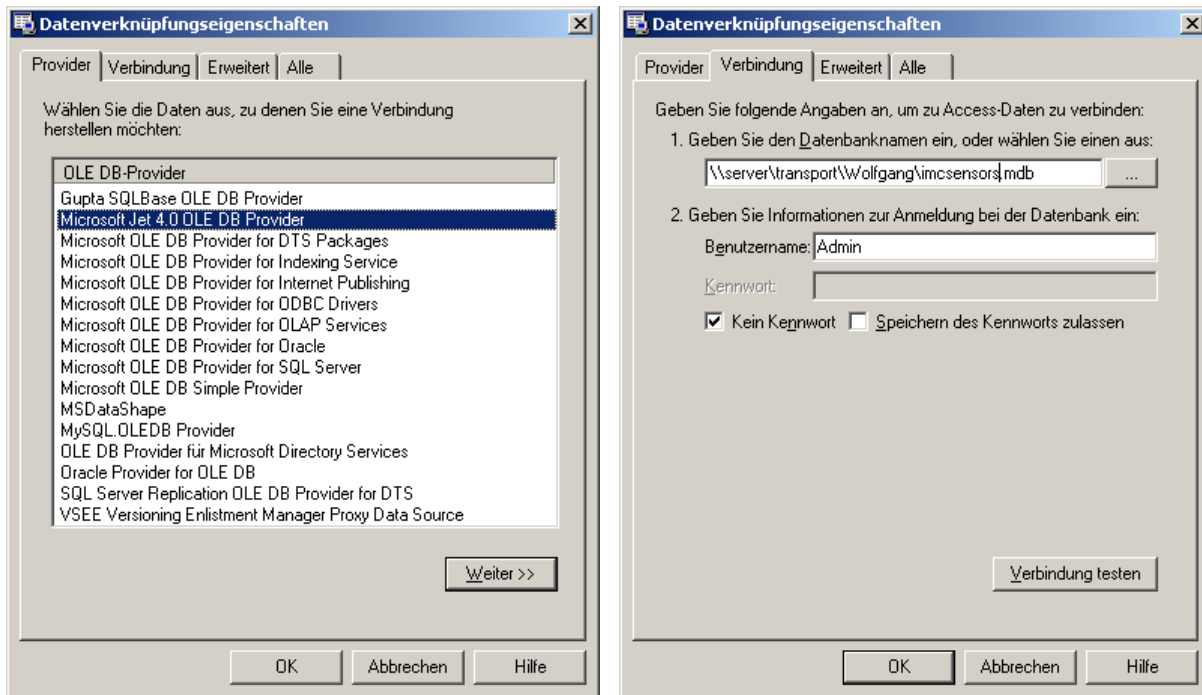 Datenverknüpfungseigenschaften
Provider Verbindung Erweitert Alle
Wählen Sie die Daten aus, zu denen Sie eine Verbindung
herstellen möchten:
OLE DB-Provider
Gupta SQLBase OLE DB Provider
Microsoft Jet 4.0 OLE DB Provider
Microsoft OLE DB Provider for DTS Packages
Microsoft OLE DB Provider for Indexing Service
Microsoft OLE DB Provider for Internet Publishing
Microsoft OLE DB Provider for ODBC Drivers
Microsoft OLE DB Provider for OLAP Services
Microsoft OLE DB Provider for Oracle
Microsoft OLE DB Provider for SQL Server
Microsoft OLE DB Simple Provider
MSDataShape
MySQL.OLEDB Provider
OLE DB Provider für Microsoft Directory Services
Oracle Provider for OLE DB
SQL Server Replication OLE DB Provider for DTS
VSEE Versioning Enlistment Manager Proxy Data Source
Weiter >>
OK Abbrechen Hilfe
Datenverknüpfungseigenschaften
Provider Verbindung Erweitert Alle
Geben Sie folgende Angaben an, um zu Access-Daten zu verbinden:
1. Geben Sie den Datenbanknamen ein, oder wählen Sie einen aus:
\\server\transport\Wolfgang\imcsensors.mdb ...
2. Geben Sie Informationen zur Anmeldung bei der Datenbank ein:
Benutzername: Admin
Kennwort:
Kein Kennwort Speichern des Kennworts zulassen
Verbindung testen
OK Abbrechen Hilfe